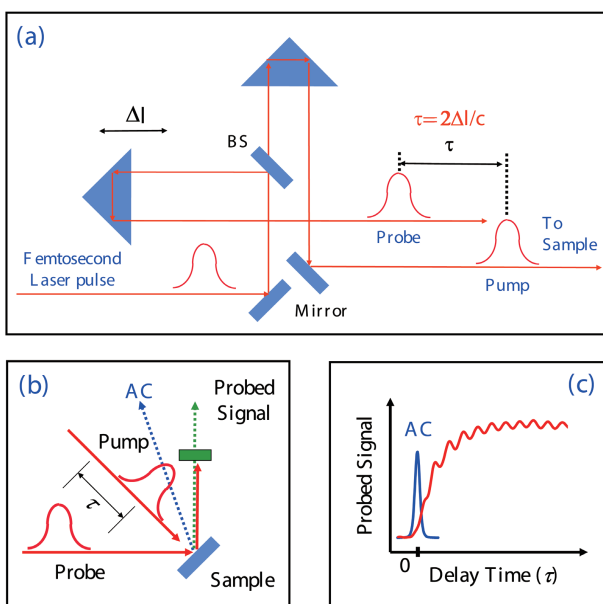 (a)
Δl
BS
τ=2Δl/c
τ
Femtosecond
Laser pulse
Probe
To
Sample
Mirror
Pump
(b)
AC
Probed
Signal
Pump
τ
Probe
Sample
(c)
AC
Probed Signal
0
Delay Time (τ)